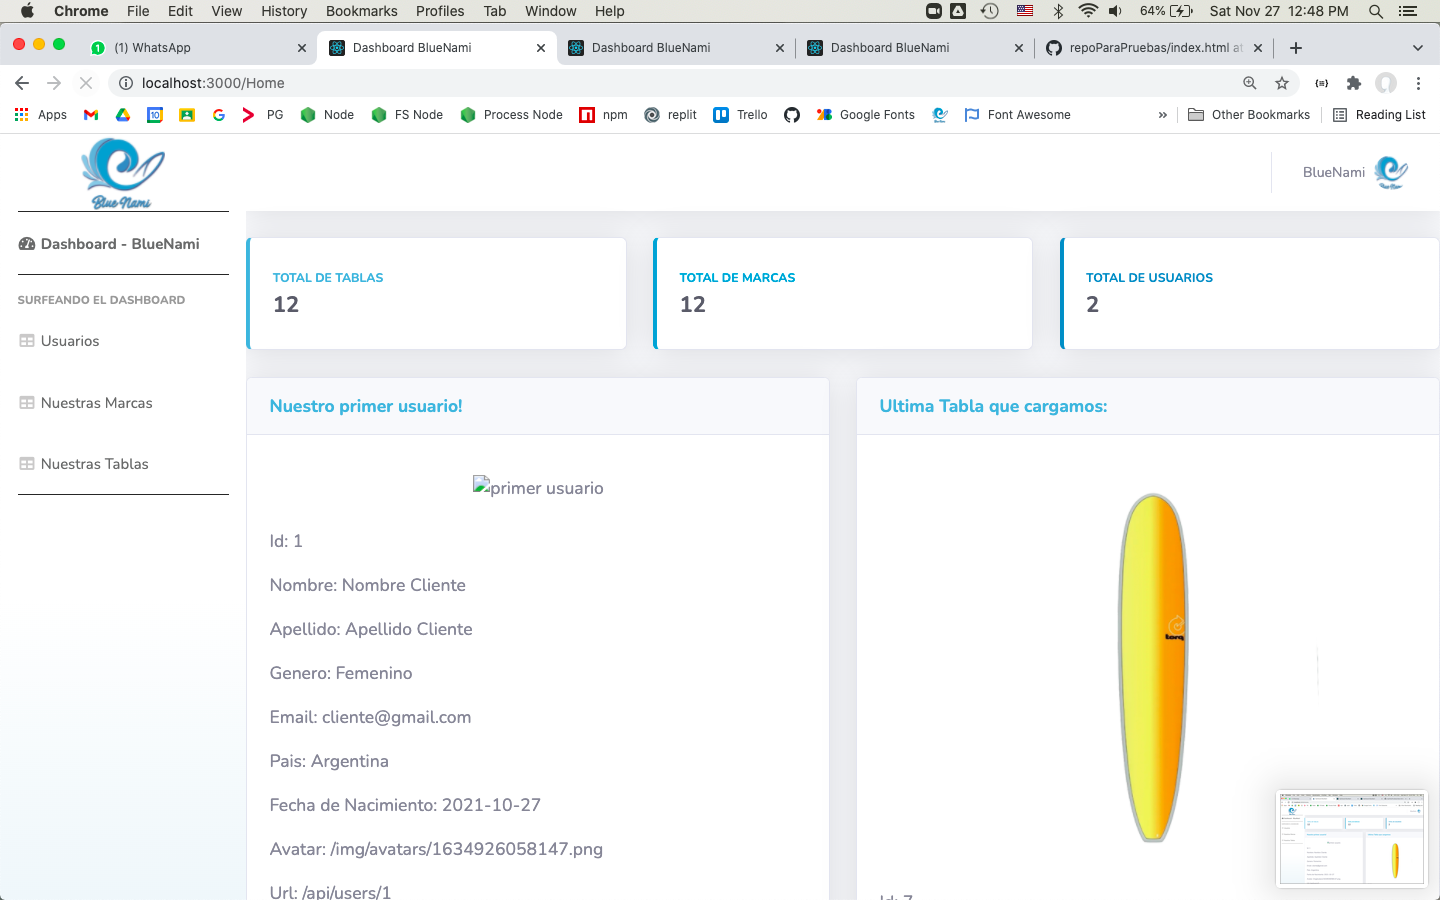 Chrome File Edit View History Bookmarks Profiles Tab Window Help 64% Sat Nov 27 12:48 PM
(1) WhatsApp Dashboard BlueNami Dashboard BlueNami Dashboard BlueNami repoParaPruebas/index.html at
localhost:3000/Home
Apps PG Node FS Node Process Node npm replit Trello Google Fonts Font Awesome » Other Bookmarks Reading List
Blue Nami
BlueNami
Dashboard - BlueNami
SURFEANDO EL DASHBOARD
Usuarios
Nuestras Marcas
Nuestras Tablas
TOTAL DE TABLAS
12
TOTAL DE MARCAS
12
TOTAL DE USUARIOS
2
Nuestro primer usuario!
primer usuario
Id: 1
Nombre: Nombre Cliente
Apellido: Apellido Cliente
Genero: Femenino
Email: cliente@gmail.com
Pais: Argentina
Fecha de Nacimiento: 2021-10-27
Avatar: /img/avatars/1634926058147.png
Url: /api/users/1
Ultima Tabla que cargamos:
torq
Id: 7